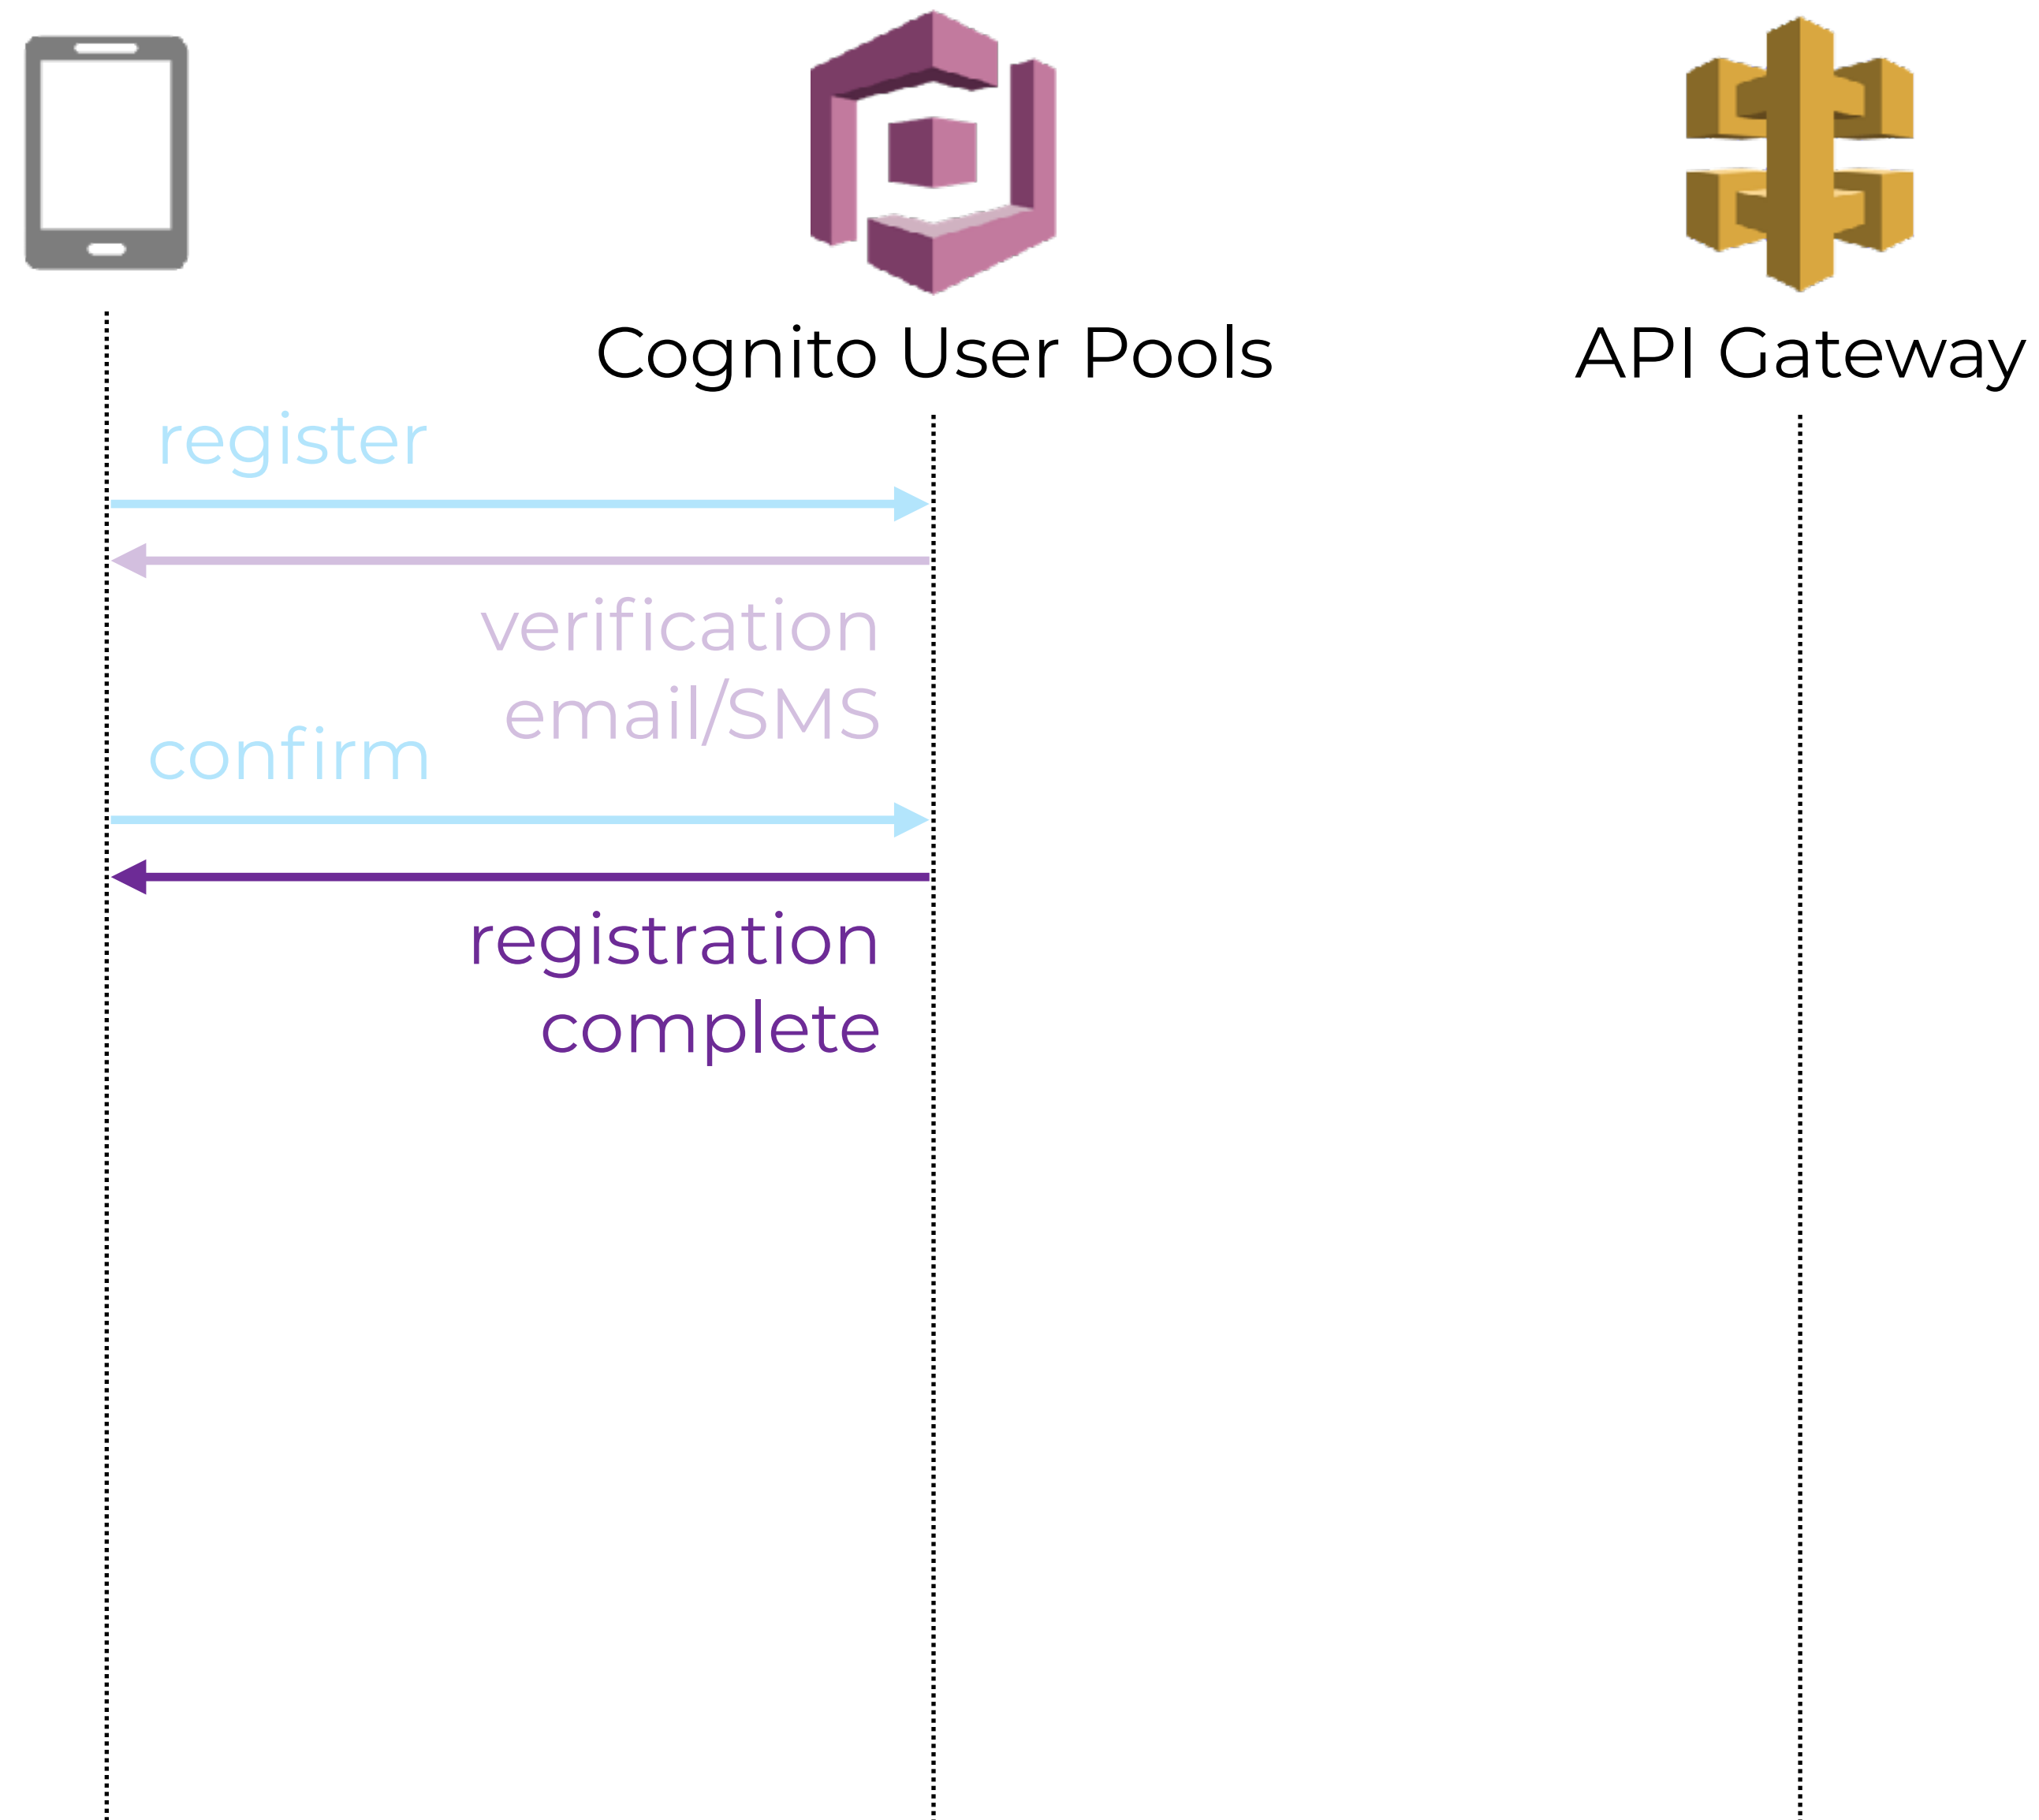 Cognito User Pools
API Gateway
register
verification
email/SMS
confirm
registration
complete